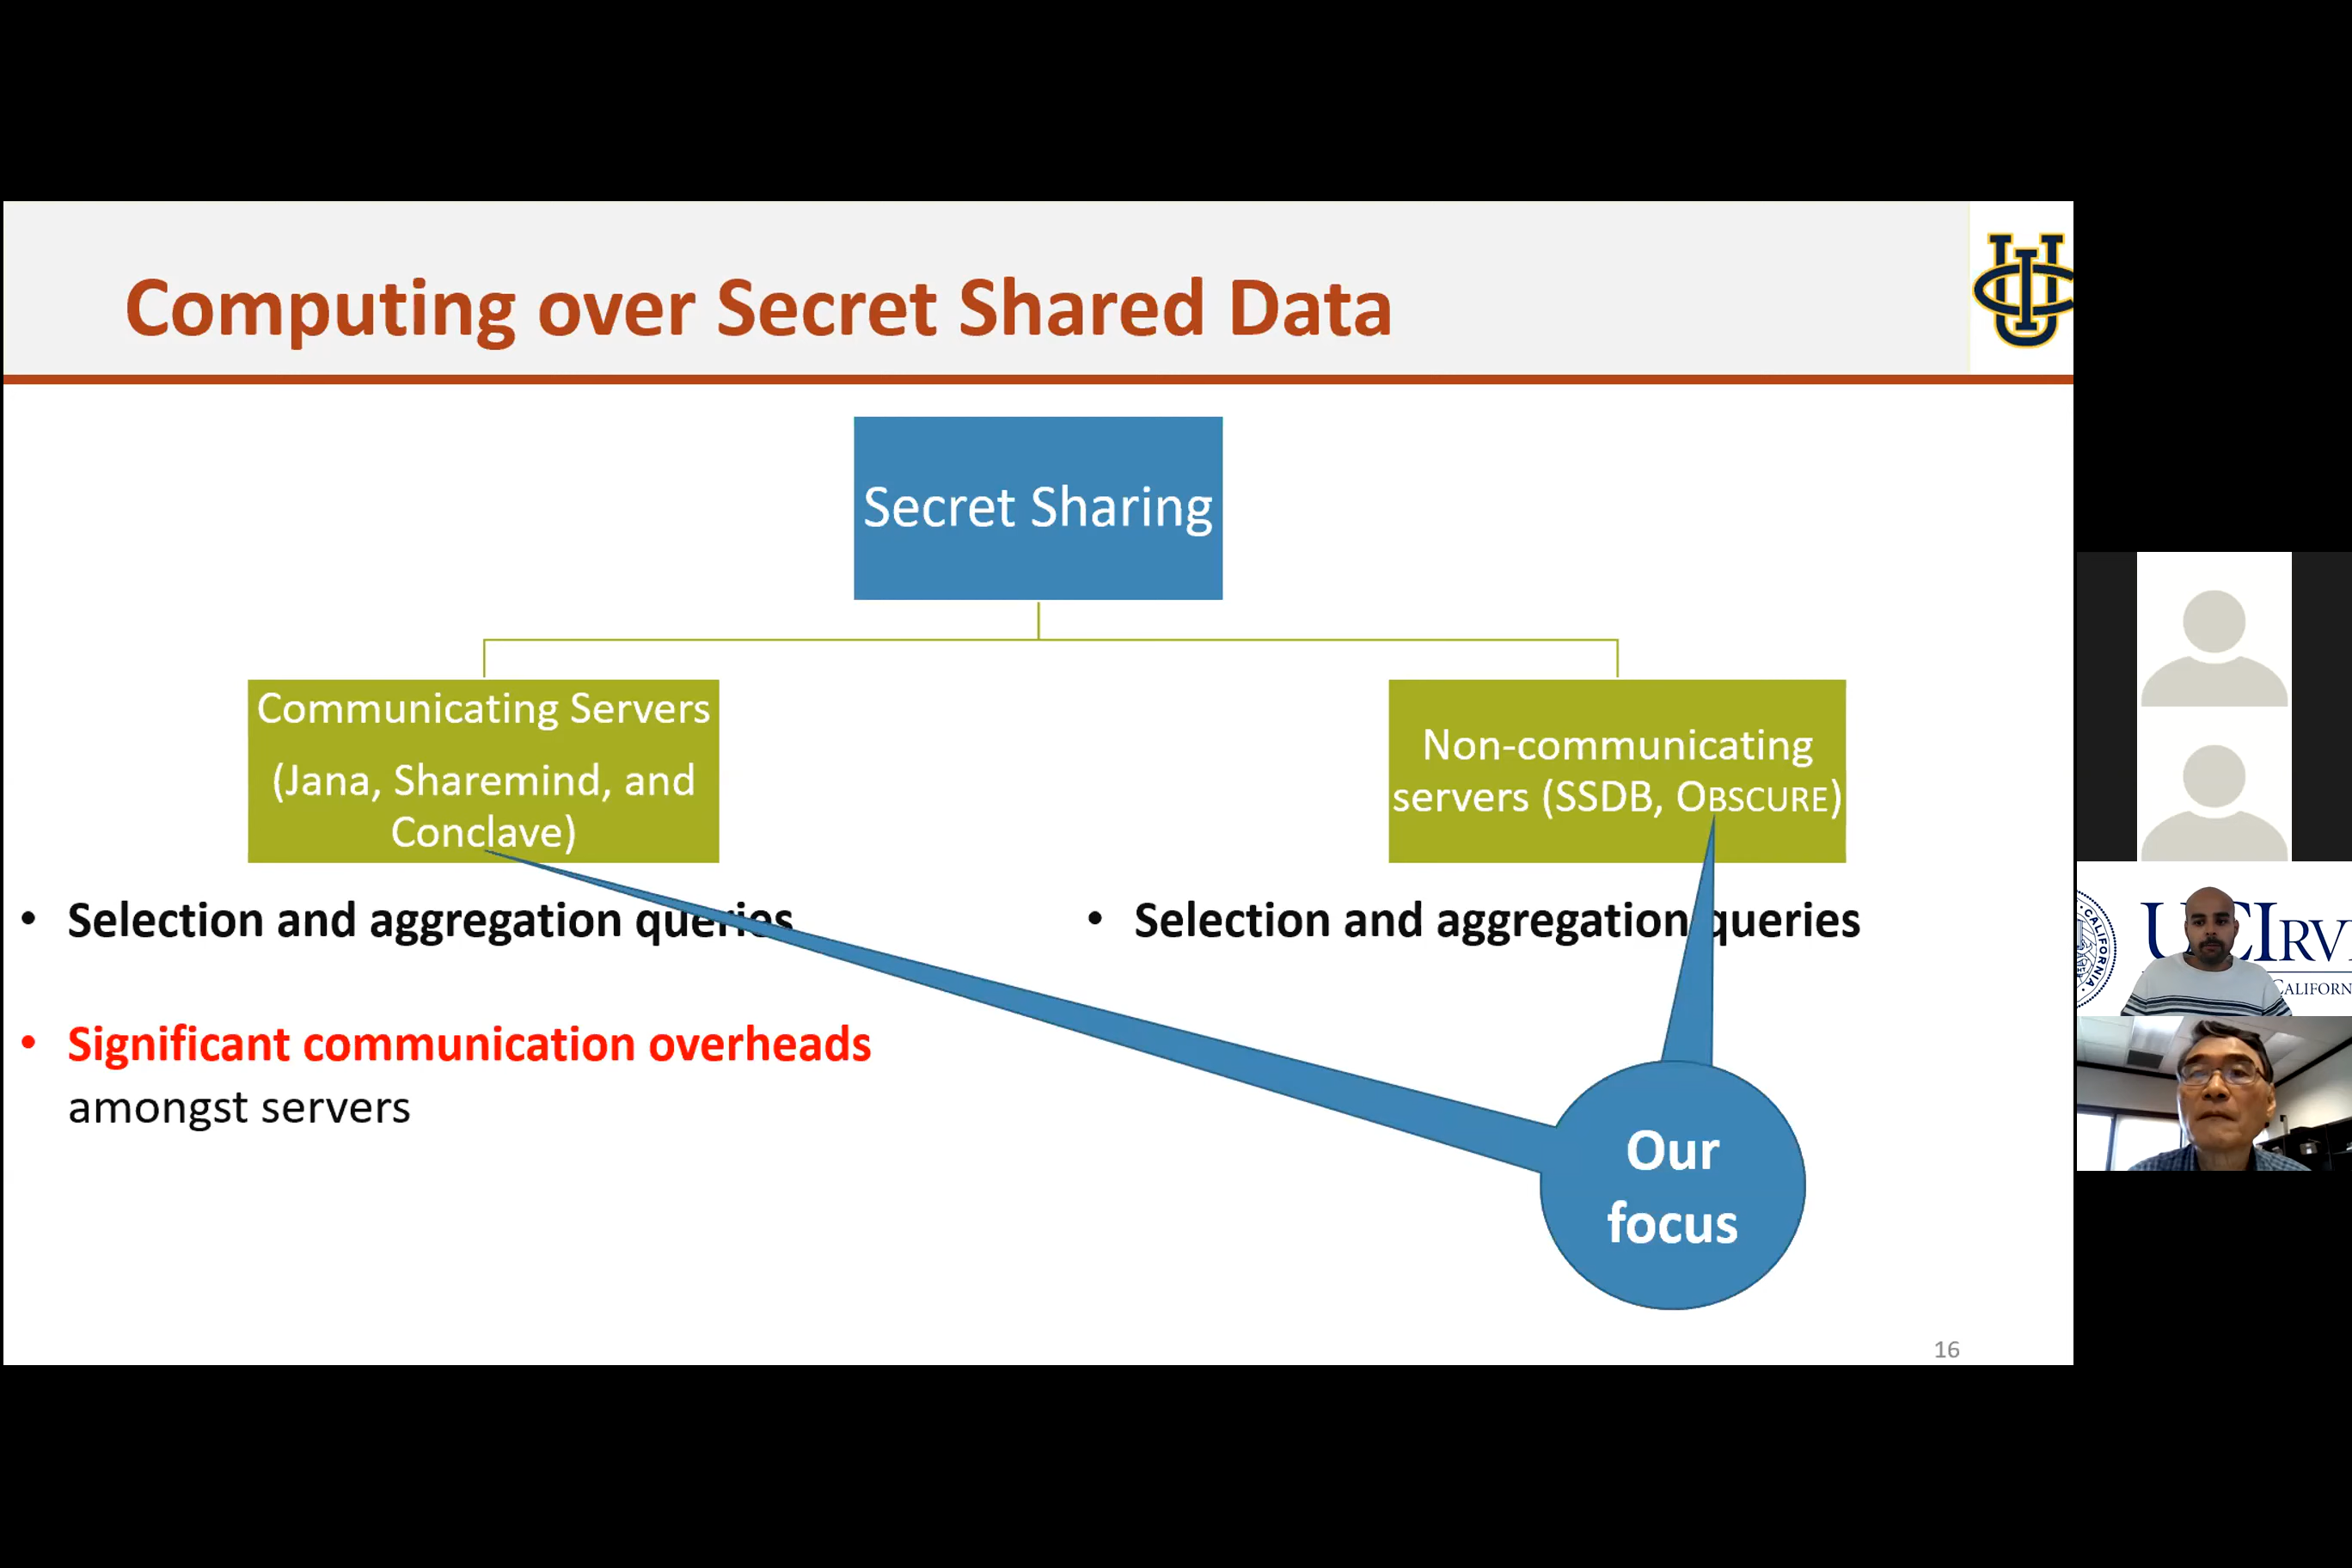 Computing over Secret Shared Data
Secret Sharing
Communicating Servers
(Jana, Sharemind, and
Conclave)
Non-communicating
servers (SSDB, OBSCURE)
• Selection and aggregation queries
• Significant communication overheads
amongst servers
• Selection and aggregation queries
Our
focus
16
UCI
CALIFORNIA